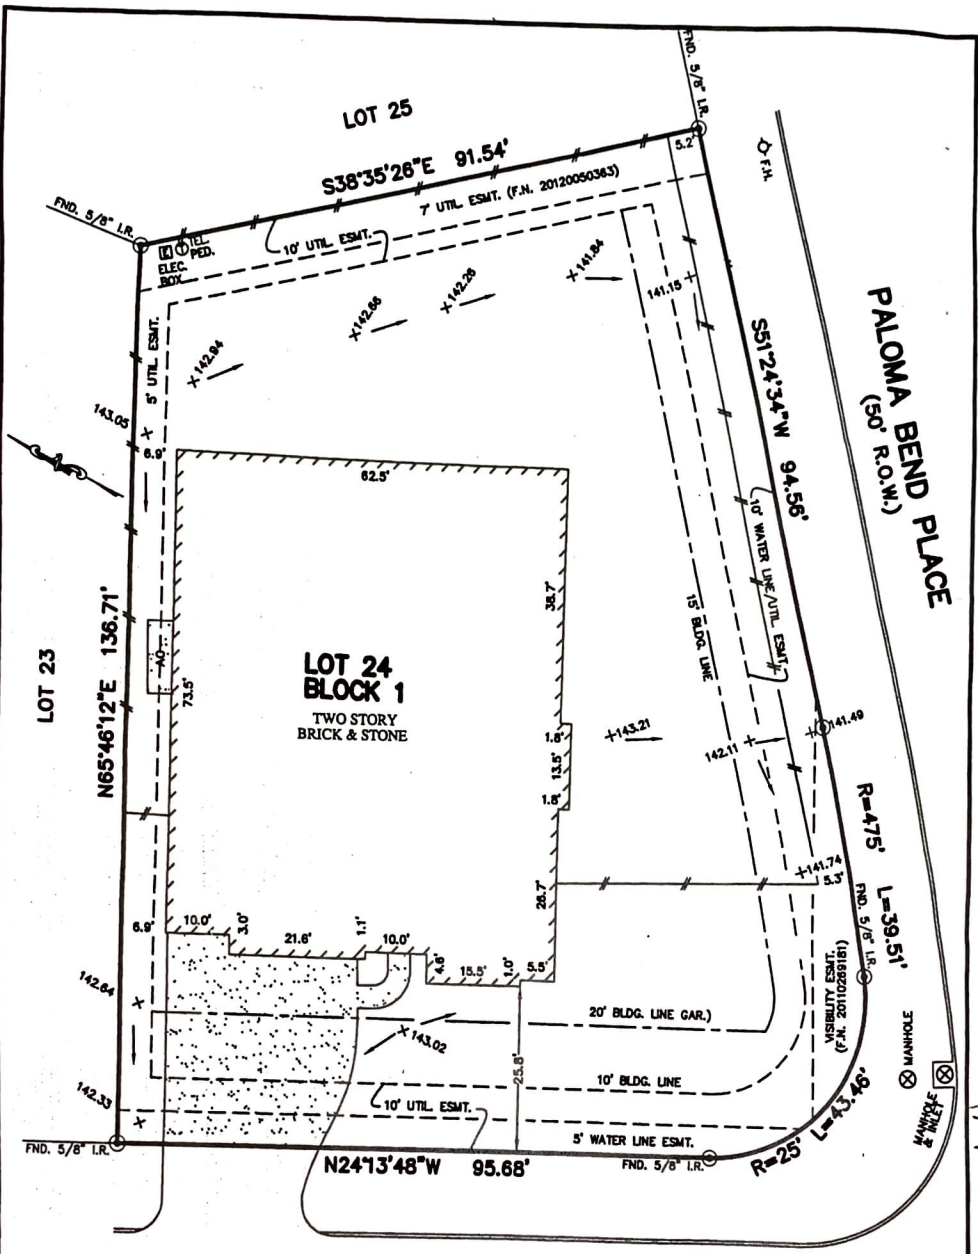 LOT 25
FND. 5/8" I.R.
5.2'
F.H.
S38°35'26"E 91.54'
7' UTIL ESMT. (F.N. 20120050363)
FND. 5/8" I.R.
E
T
TEL.
PED.
ELEC.
BOX
10' UTIL ESMT.
142.94
142.66
142.26
141.84
141.15
5' UTIL ESMT.
143.05
6.9'
S51°24'34"W 94.56'
PALOMA BEND PLACE
(50' R.O.W.)
62.5'
38.7'
10' WATER LINE/UTIL ESMT.
15' BLDG. LINE
LOT 23
N65°46'12"E 136.71'
A/C
73.5'
LOT 24
BLOCK 1
TWO STORY
BRICK & STONE
1.8'
13.5'
1.8'
143.21
142.11
141.49
R=475' L=39.51'
141.74
5.3'
FND. 5/8" I.R.
26.7'
6.9'
10.0'
3.0'
21.6'
1.1'
10.0'
4.6'
15.5'
1.0'
5.5'
VISIBILITY ESMT.
(F.N. 20110269181)
142.64
20' BLDG. LINE GAR.)
143.02
25.8'
MANHOLE
MANHOLE
& INLET
10' BLDG. LINE
10' UTIL ESMT.
142.33
5' WATER LINE ESMT.
R=25' L=43.46'
FND. 5/8" I.R.
N24°13'48"W 95.68'
FND. 5/8" I.R.